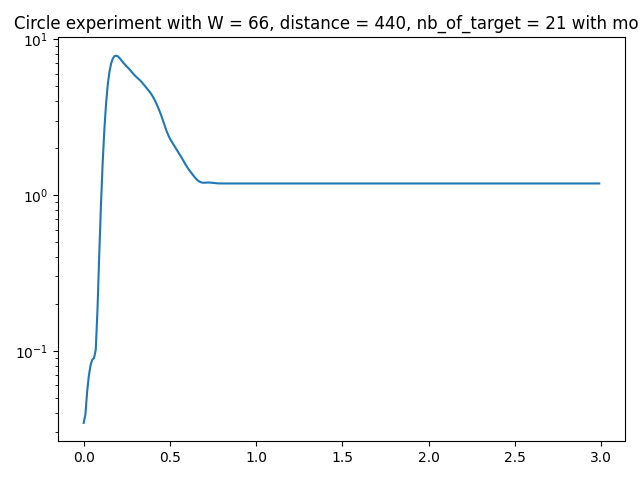 Circle experiment with W = 66, distance = 440, nb_of_target = 21 with mo
10¹
10⁰
10⁻¹
0.0 0.5 1.0 1.5 2.0 2.5 3.0